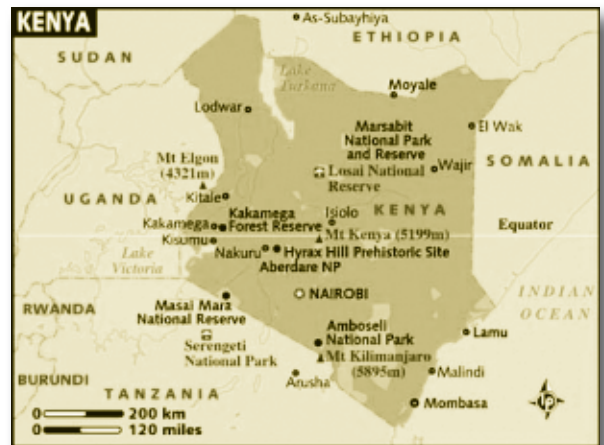 KENYA
As-Subayhiya
ETHIOPIA
SUDAN
Lake
Turkana
Moyale
Lodwar
Marsabit
National Park
and Reserve
El Wak
Mt Elgon
(4321m)
Losai National
Reserve
Wajir
SOMALIA
UGANDA
Kitale
Kakamega
Kakamega
Forest Reserve
Isiolo
KENYA
Equator
Kisumu
Mt Kenya (5199m)
Lake
Victoria
Nakuru
Hyrax Hill Prehistoric Site
Aberdare NP
RWANDA
Masai Mara
National Reserve
NAIROBI
INDIAN
OCEAN
Serengeti
National Park
Amboseli
National Park
Lamu
Mt Kilimanjaro
(5895m)
BURUNDI
Arusha
Malindi
TANZANIA
Mombasa
0 200 km
0 120 miles
lp